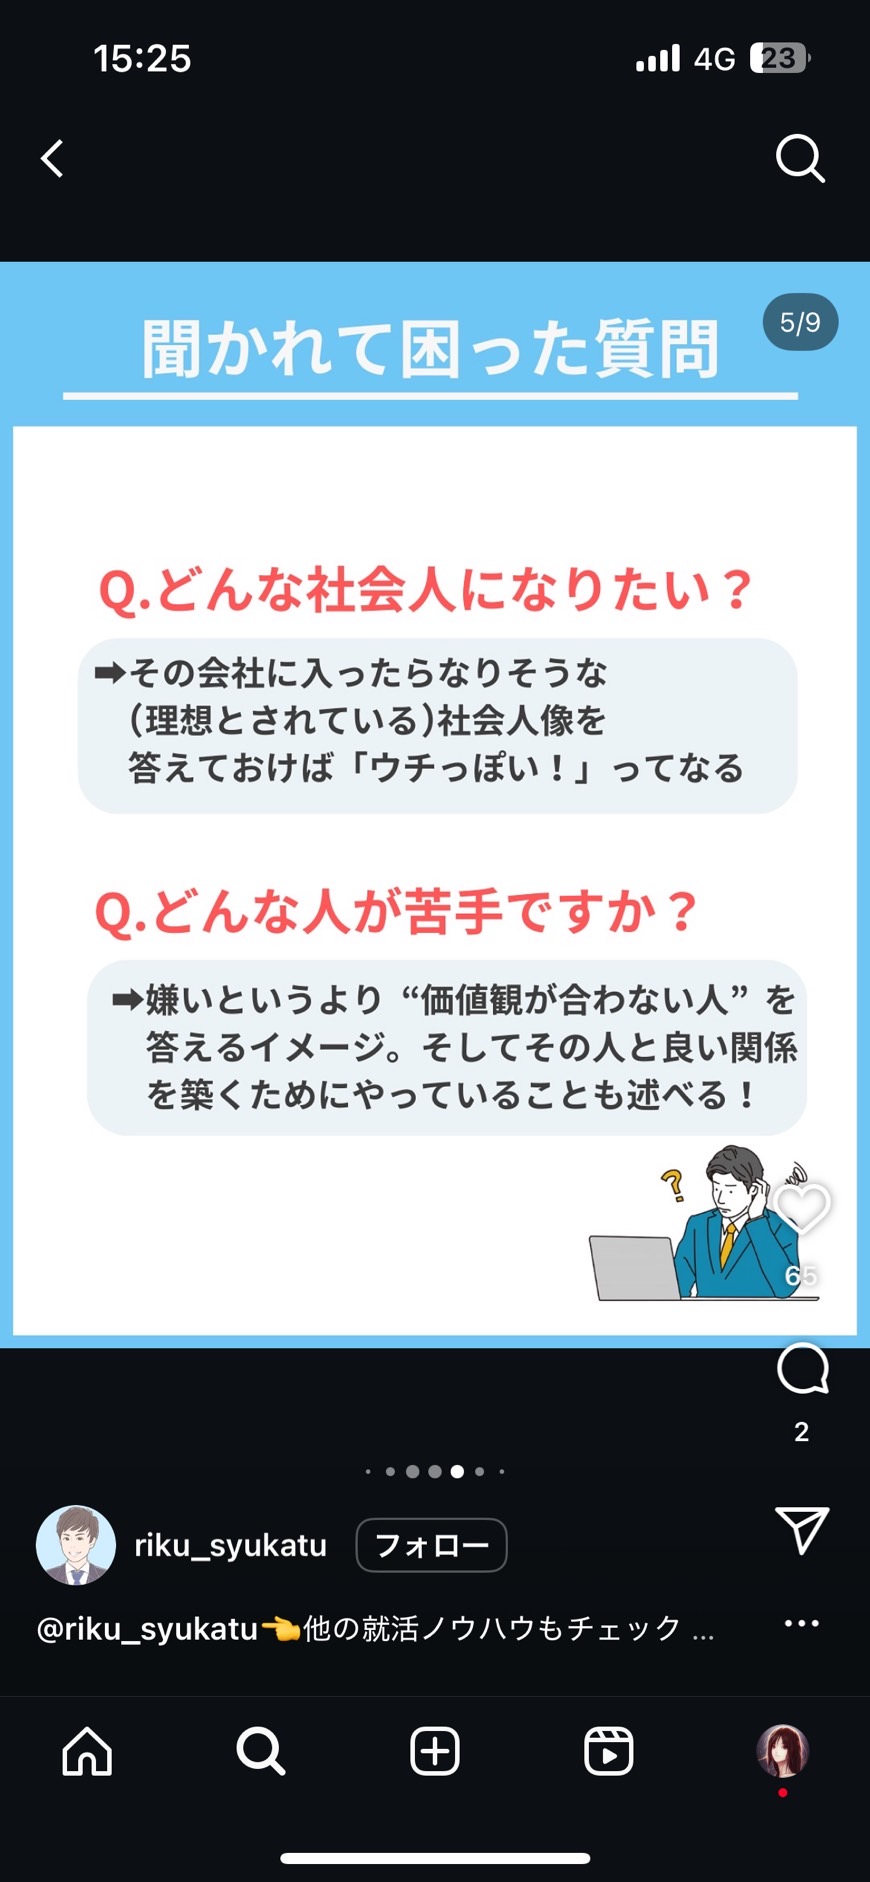 15:25
4G 23
聞かれて困った質問
5/9
Q.どんな社会人になりたい？
➡その会社に入ったらなりそうな
(理想とされている)社会人像を
答えておけば「ウチっぽい！」ってなる
Q.どんな人が苦手ですか？
➡嫌いというより“価値観が合わない人”を
答えるイメージ。そしてその人と良い関係
を築くためにやっていることも述べる！
?
65
2
riku_syukatu フォロー
@riku_syukatu👈他の就活ノウハウもチェック ...